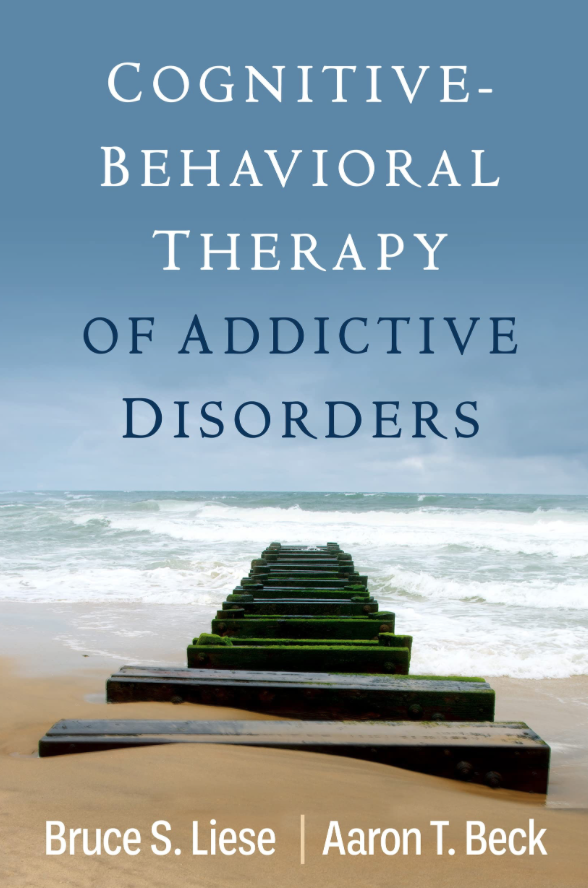 COGNITIVE-
BEHAVIORAL
THERAPY
OF ADDICTIVE
DISORDERS
Bruce S. Liese | Aaron T. Beck